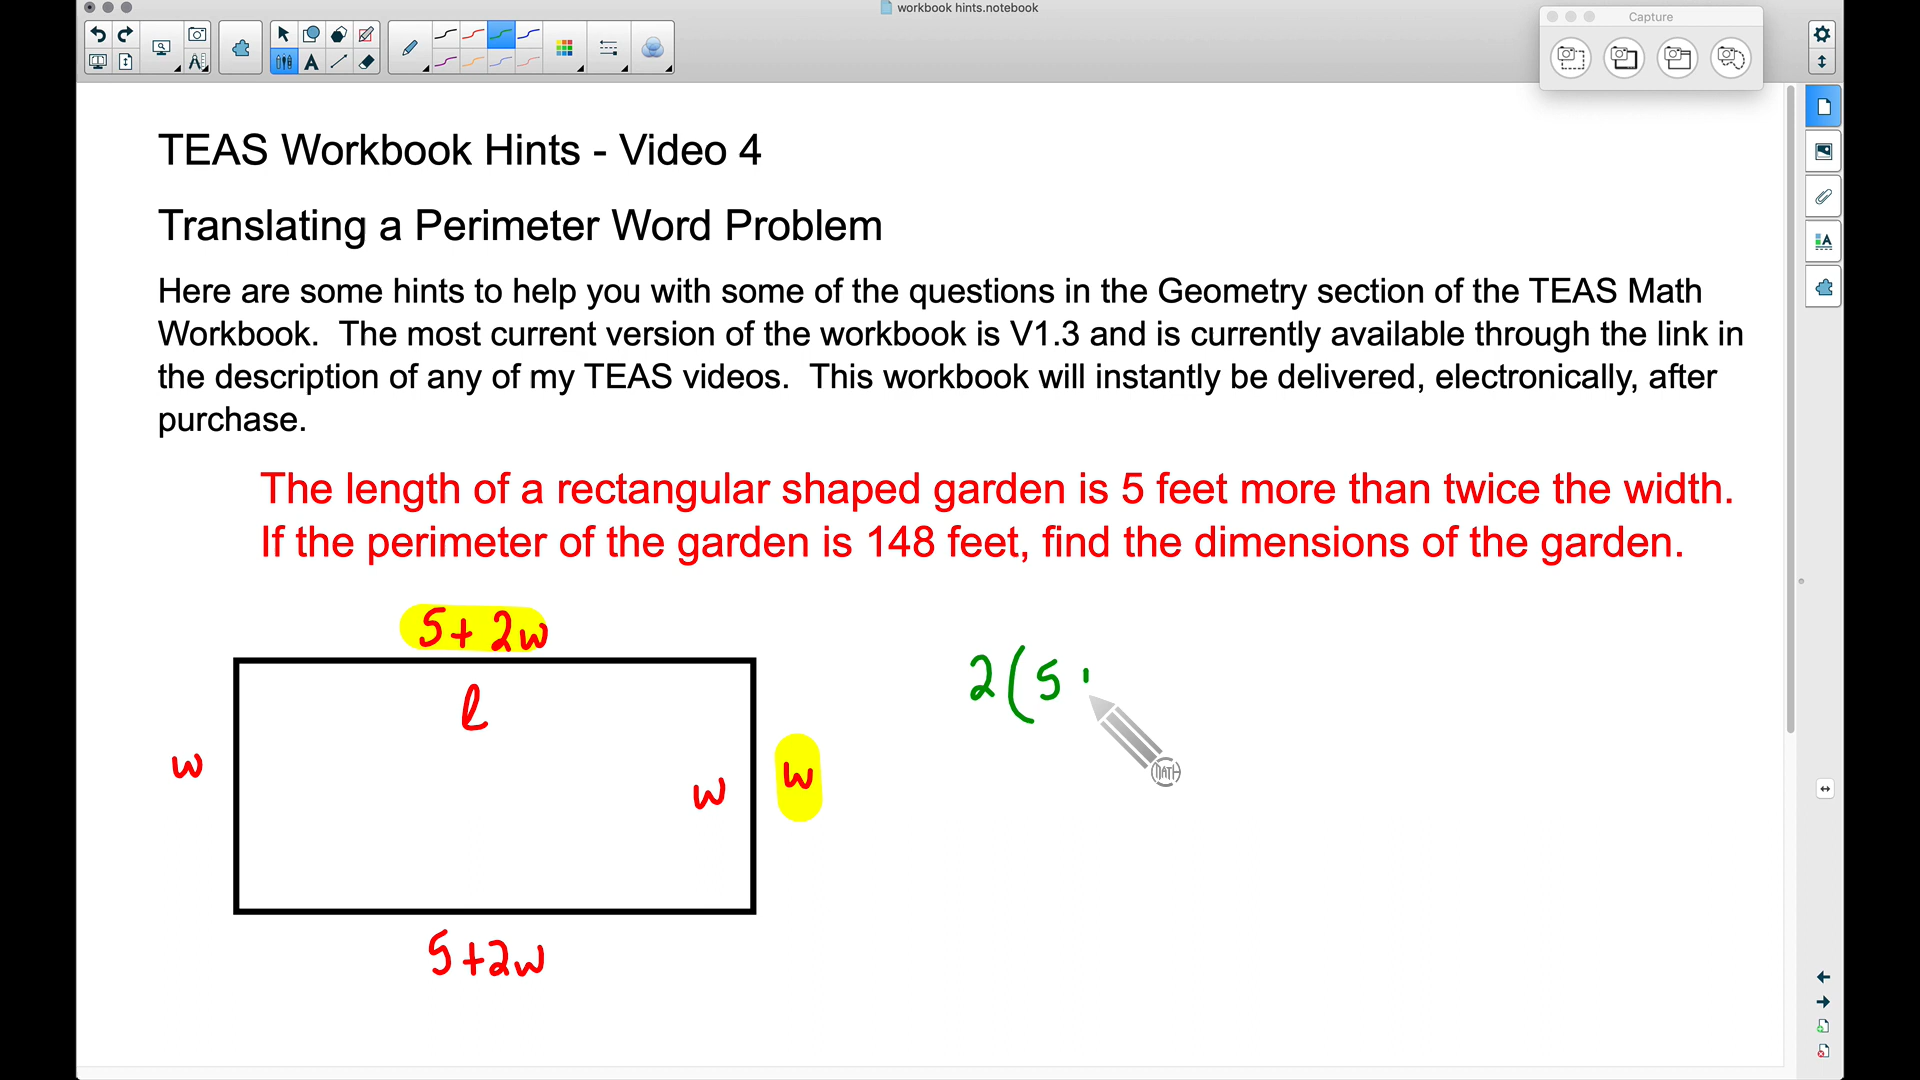 workbook hints.notebook
Capture
TEAS Workbook Hints - Video 4
Translating a Perimeter Word Problem
Here are some hints to help you with some of the questions in the Geometry section of the TEAS Math
Workbook.  The most current version of the workbook is V1.3 and is currently available through the link in
the description of any of my TEAS videos.  This workbook will instantly be delivered, electronically, after
purchase.
The length of a rectangular shaped garden is 5 feet more than twice the width.
If the perimeter of the garden is 148 feet, find the dimensions of the garden.
5+ 2w
l
w
w
w
5+2w
2(5
MATH